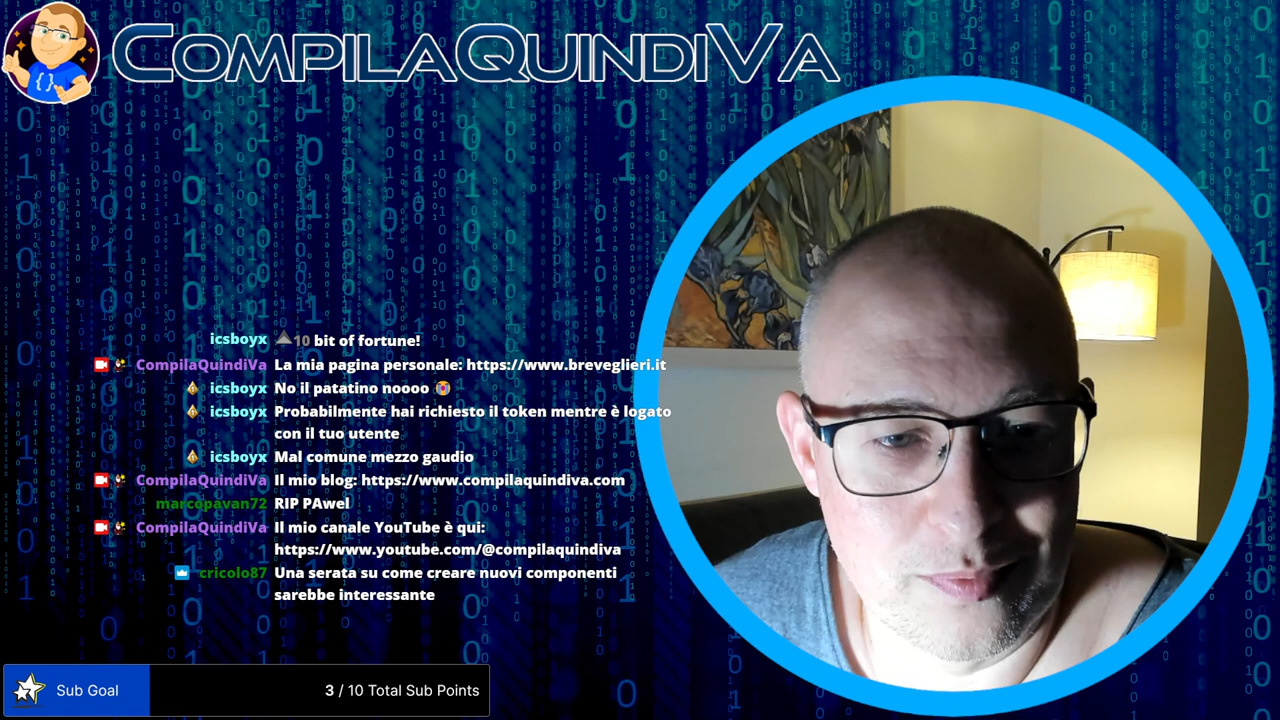 CompilaQuindiVa
{}
icsboyx 10 bit of fortune!
CompilaQuindiVa La mia pagina personale: https://www.breveglieri.it
icsboyx No il patatino noooo 😭
icsboyx Probabilmente hai richiesto il token mentre è logato
con il tuo utente
icsboyx Mal comune mezzo gaudio
CompilaQuindiVa Il mio blog: https://www.compilaquindiva.com
marcopavan72 RIP PAwel
CompilaQuindiVa Il mio canale YouTube è qui:
https://www.youtube.com/@compilaquindiva
cricolo87 Una serata su come creare nuovi componenti
sarebbe interessante
Sub Goal 3 / 10 Total Sub Points